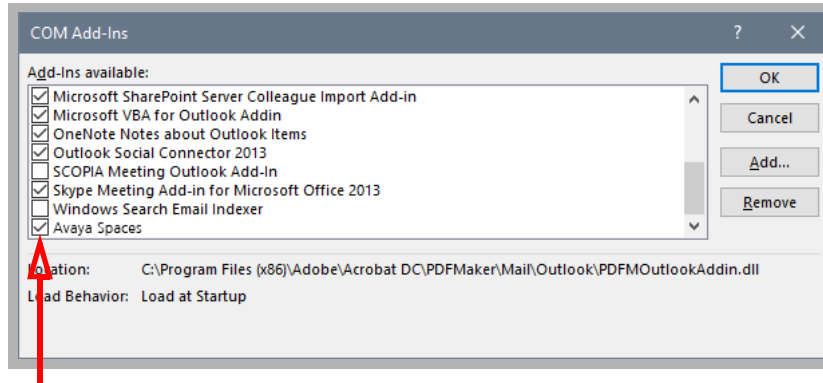 COM Add-Ins ? ×
Add-Ins available:
Microsoft SharePoint Server Colleague Import Add-in
Microsoft VBA for Outlook Addin
OneNote Notes about Outlook Items
Outlook Social Connector 2013
SCOPIA Meeting Outlook Add-In
Skype Meeting Add-in for Microsoft Office 2013
Windows Search Email Indexer
Avaya Spaces
OK
Cancel
Add...
Remove
Location: C:\Program Files (x86)\Adobe\Acrobat DC\PDFMaker\Mail\Outlook\PDFMOutlookAddin.dll
Load Behavior: Load at Startup